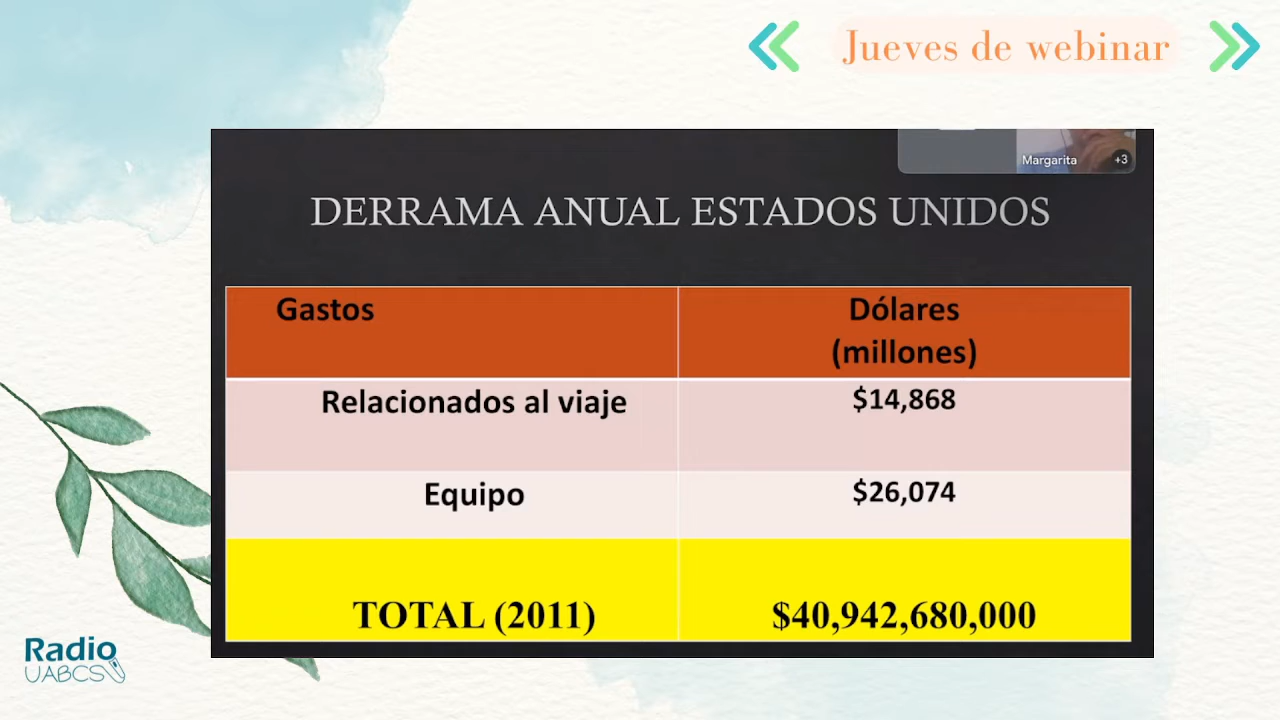 Jueves de webinar
Margarita
+3
DERRAMA ANUAL ESTADOS UNIDOS
Gastos
Dólares
(millones)
Relacionados al viaje
$14,868
Equipo
$26,074
TOTAL (2011)
$40,942,680,000
Radio
UABCS